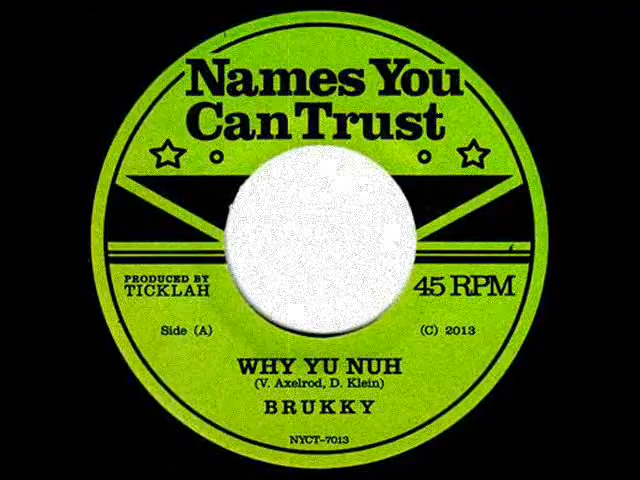 Names You
Can Trust
PRODUCED BY
TICKLAH
45 RPM
Side (A)
(C) 2013
WHY YU NUH
(V. Axelrod, D. Klein)
BRUKKY
NYCT-7013